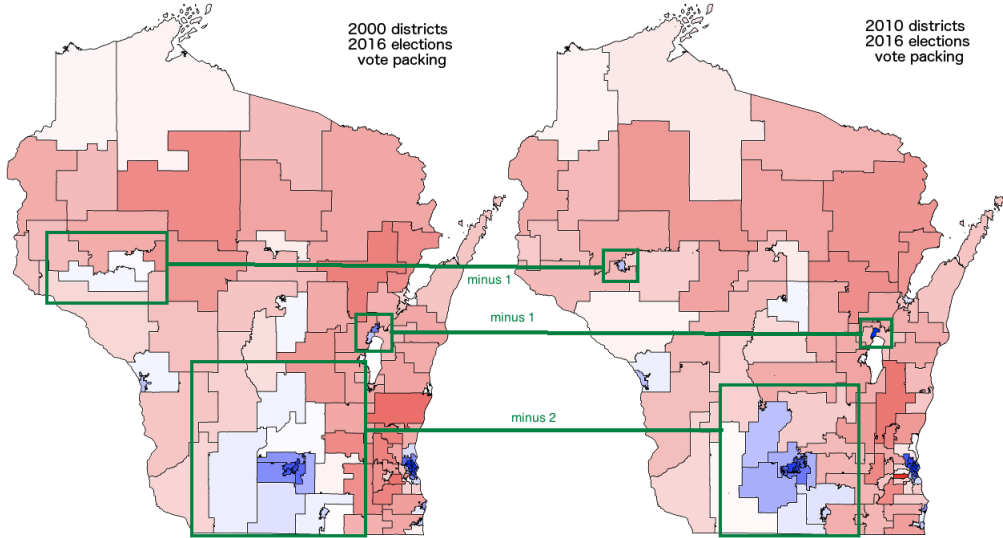 2000 districts
2016 elections
vote packing
2010 districts
2016 elections
vote packing
minus 1
minus 1
minus 2